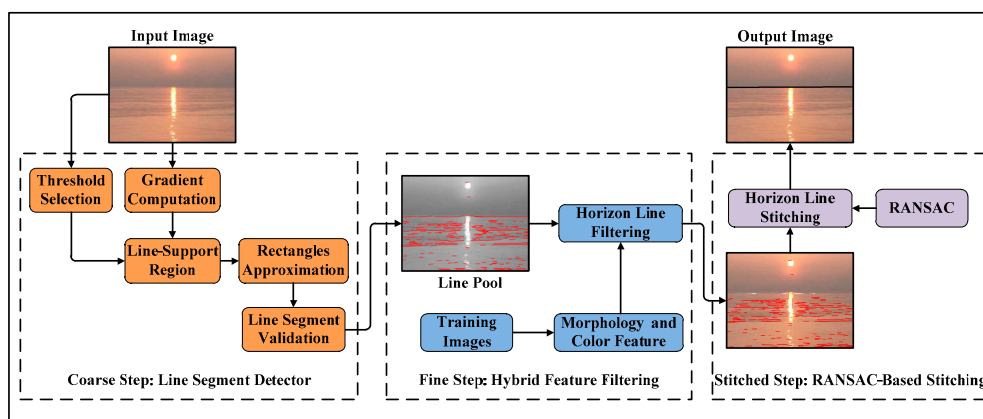 Input Image
Output Image
Threshold
Selection
Gradient
Computation
Line-Support
Region
Rectangles
Approximation
Line Segment
Validation
Coarse Step: Line Segment Detector
Line Pool
Horizon Line
Filtering
Training
Images
Morphology and
Color Feature
Fine Step: Hybrid Feature Filtering
Horizon Line
Stitching
RANSAC
Stitched Step: RANSAC-Based Stitching